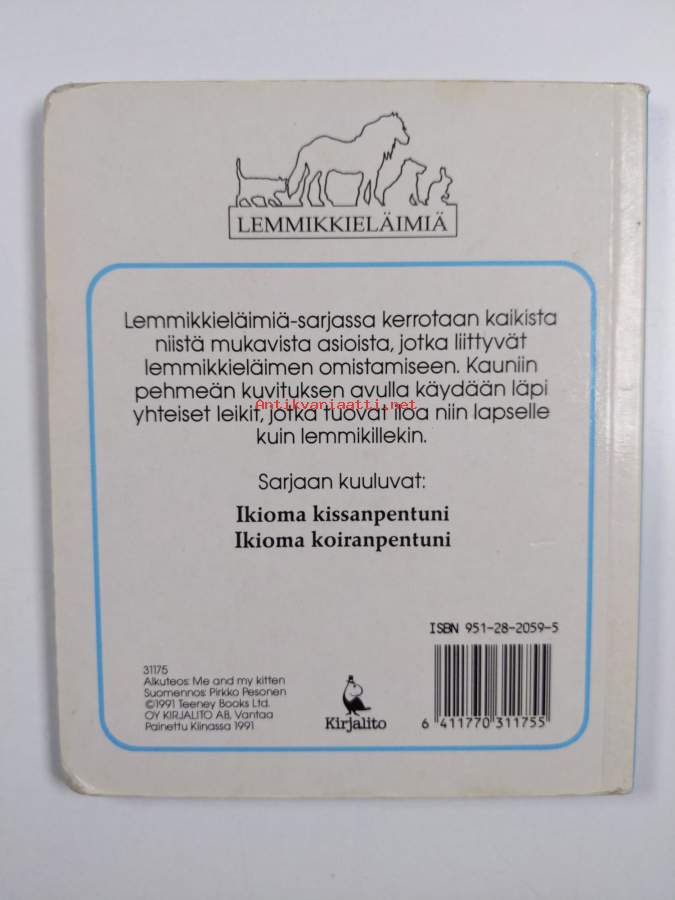 LEMMIKKIELÄIMIÄ
Lemmikkieläimiä-sarjassa kerrotaan kaikista
niistä mukavista asioista, jotka liittyvät
lemmikkieläimen omistamiseen. Kauniin
pehmeän kuvituksen avulla käydään läpi
Antikvariaatti.net
yhteiset leikit, jotka tuovat iloa niin lapselle
kuin lemmikillekin.
Sarjaan kuuluvat:
Ikioma kissanpentuni
Ikioma koiranpentuni
ISBN 951-28-2059-5
31175
Alkuteos: Me and my kitten
Suomennos: Pirkko Pesonen
©1991 Teeney Books Ltd.
OY KIRJALITO AB, Vantaa
Painettu Kiinassa 1991
Kirjalito
6 411770 311755